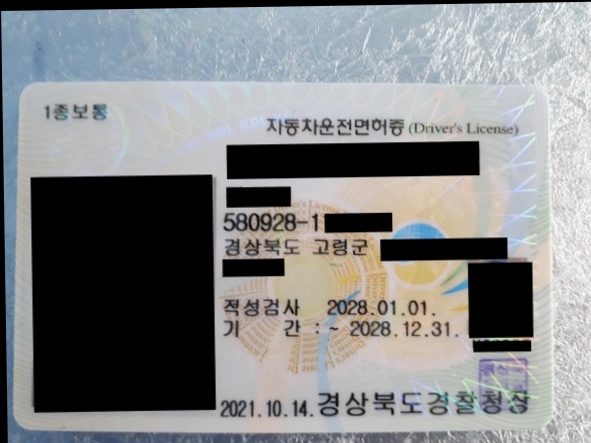 1종보통
자동차운전면허증 (Driver's License)
580928-1
경상북도 고령군
적성검사 2028.01.01.
기 간 : ~ 2028.12.31.
2021.10.14. 경상북도경찰청장